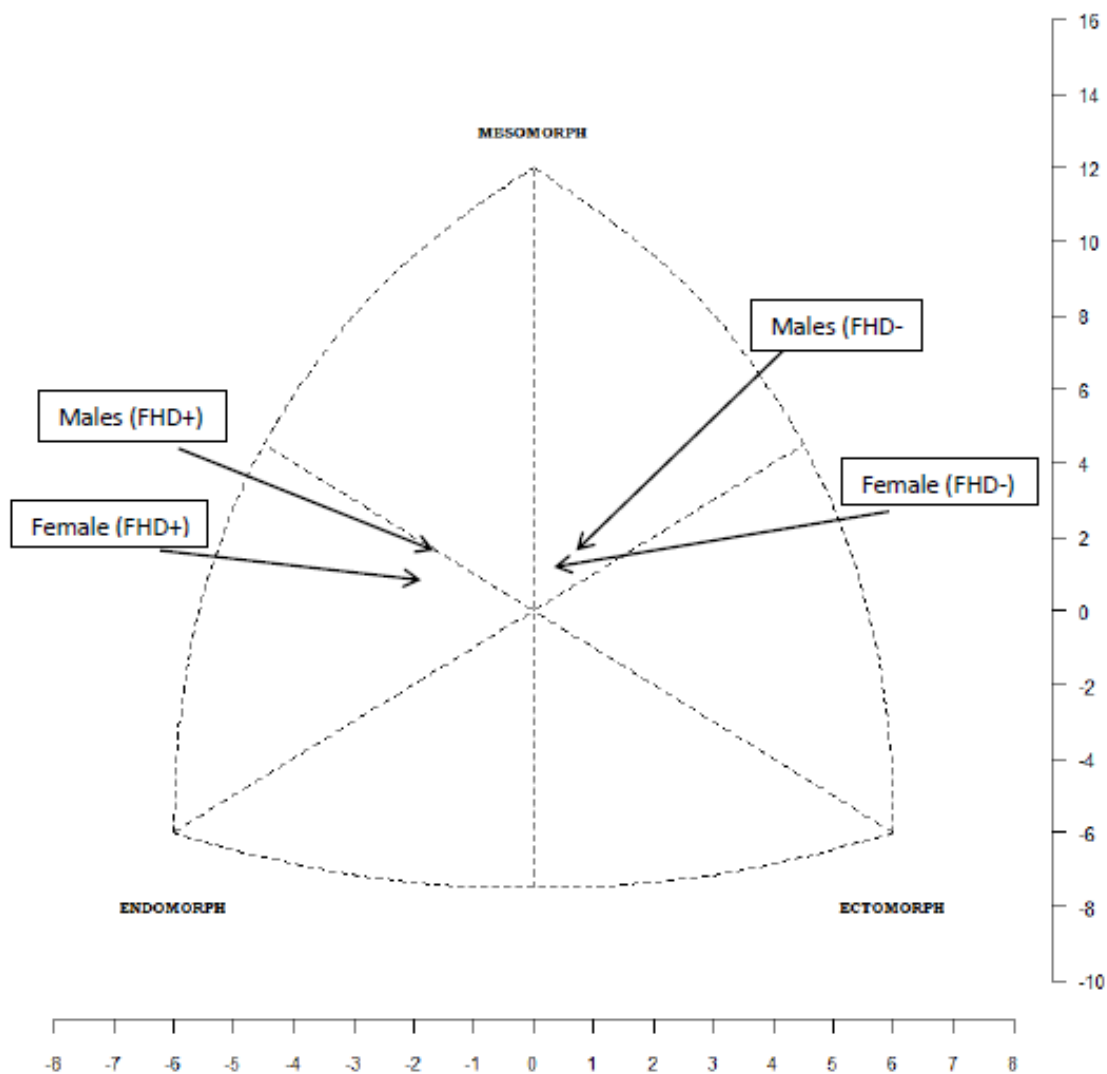 16
14
MESOMORPH
12
10
8
Males (FHD-
6
Males (FHD+)
4
Female (FHD-)
Female (FHD+)
2
0
-2
-4
-6
ENDOMORPH
ECTOMORPH
-8
-10
-8 -7 -6 -5 -4 -3 -2 -1 0 1 2 3 4 5 6 7 8